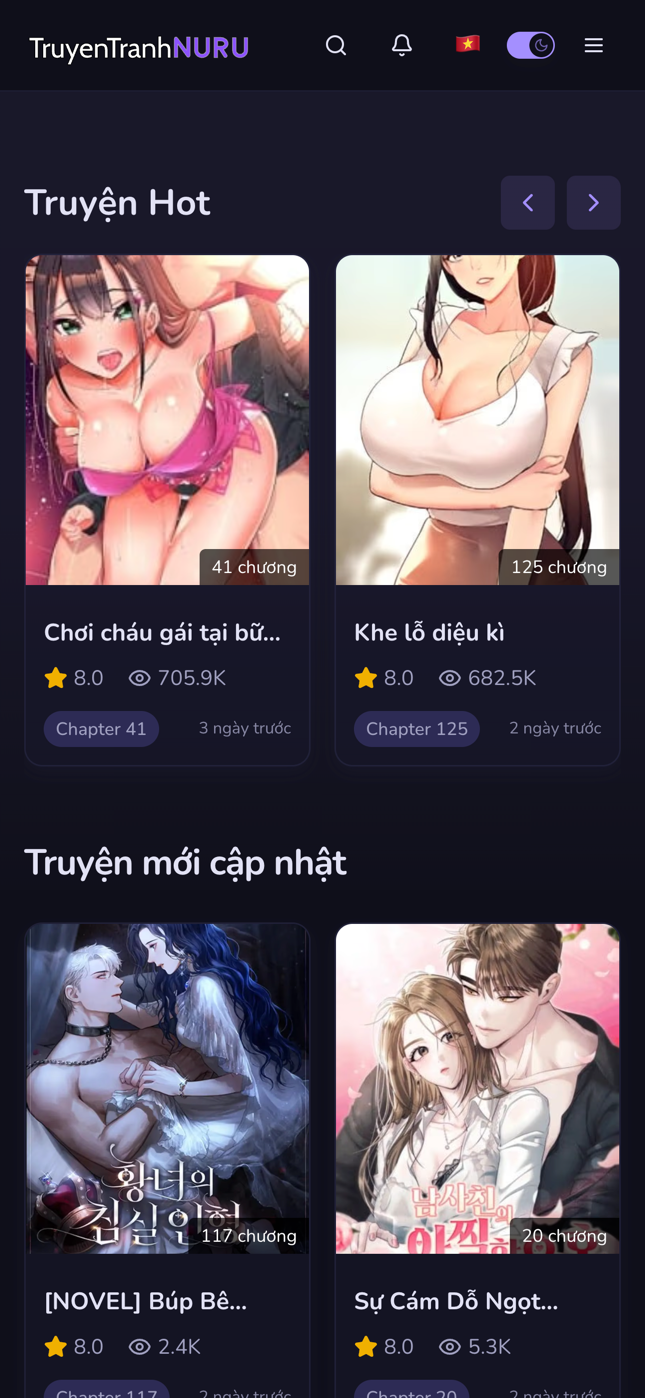 TruyenTranhNURU
Truyện Hot
41 chương
125 chương
Chơi cháu gái tại bữ...
Khe lỗ diệu kì
8.0 705.9K
8.0 682.5K
Chapter 41 3 ngày trước
Chapter 125 2 ngày trước
Truyện mới cập nhật
황녀의
침실 인형
117 chương
남사친의
20 chương
[NOVEL] Búp Bê...
Sự Cám Dỗ Ngọt...
8.0 2.4K
8.0 5.3K
Chapter 117 2 ngày trước
Chapter 20 2 ngày trước